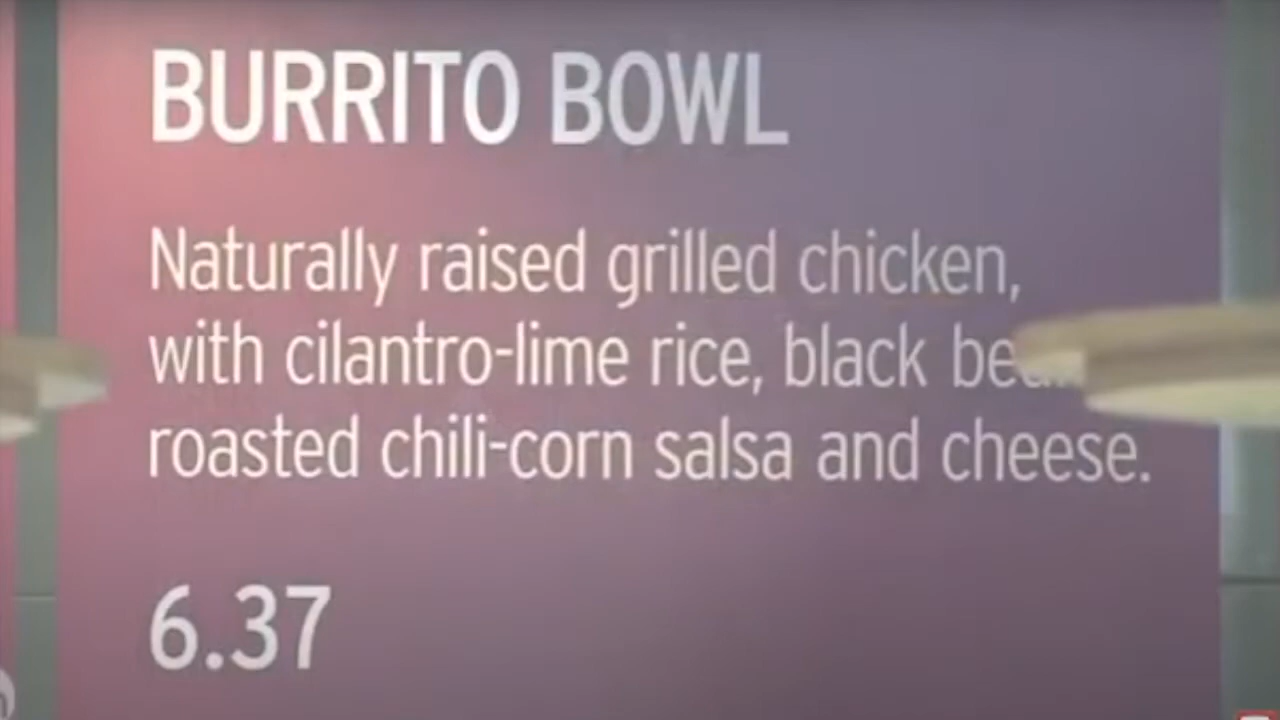 BURRITO BOWL
Naturally raised grilled chicken,
with cilantro-lime rice, black
roasted chili-corn salsa and cheese.
6.37